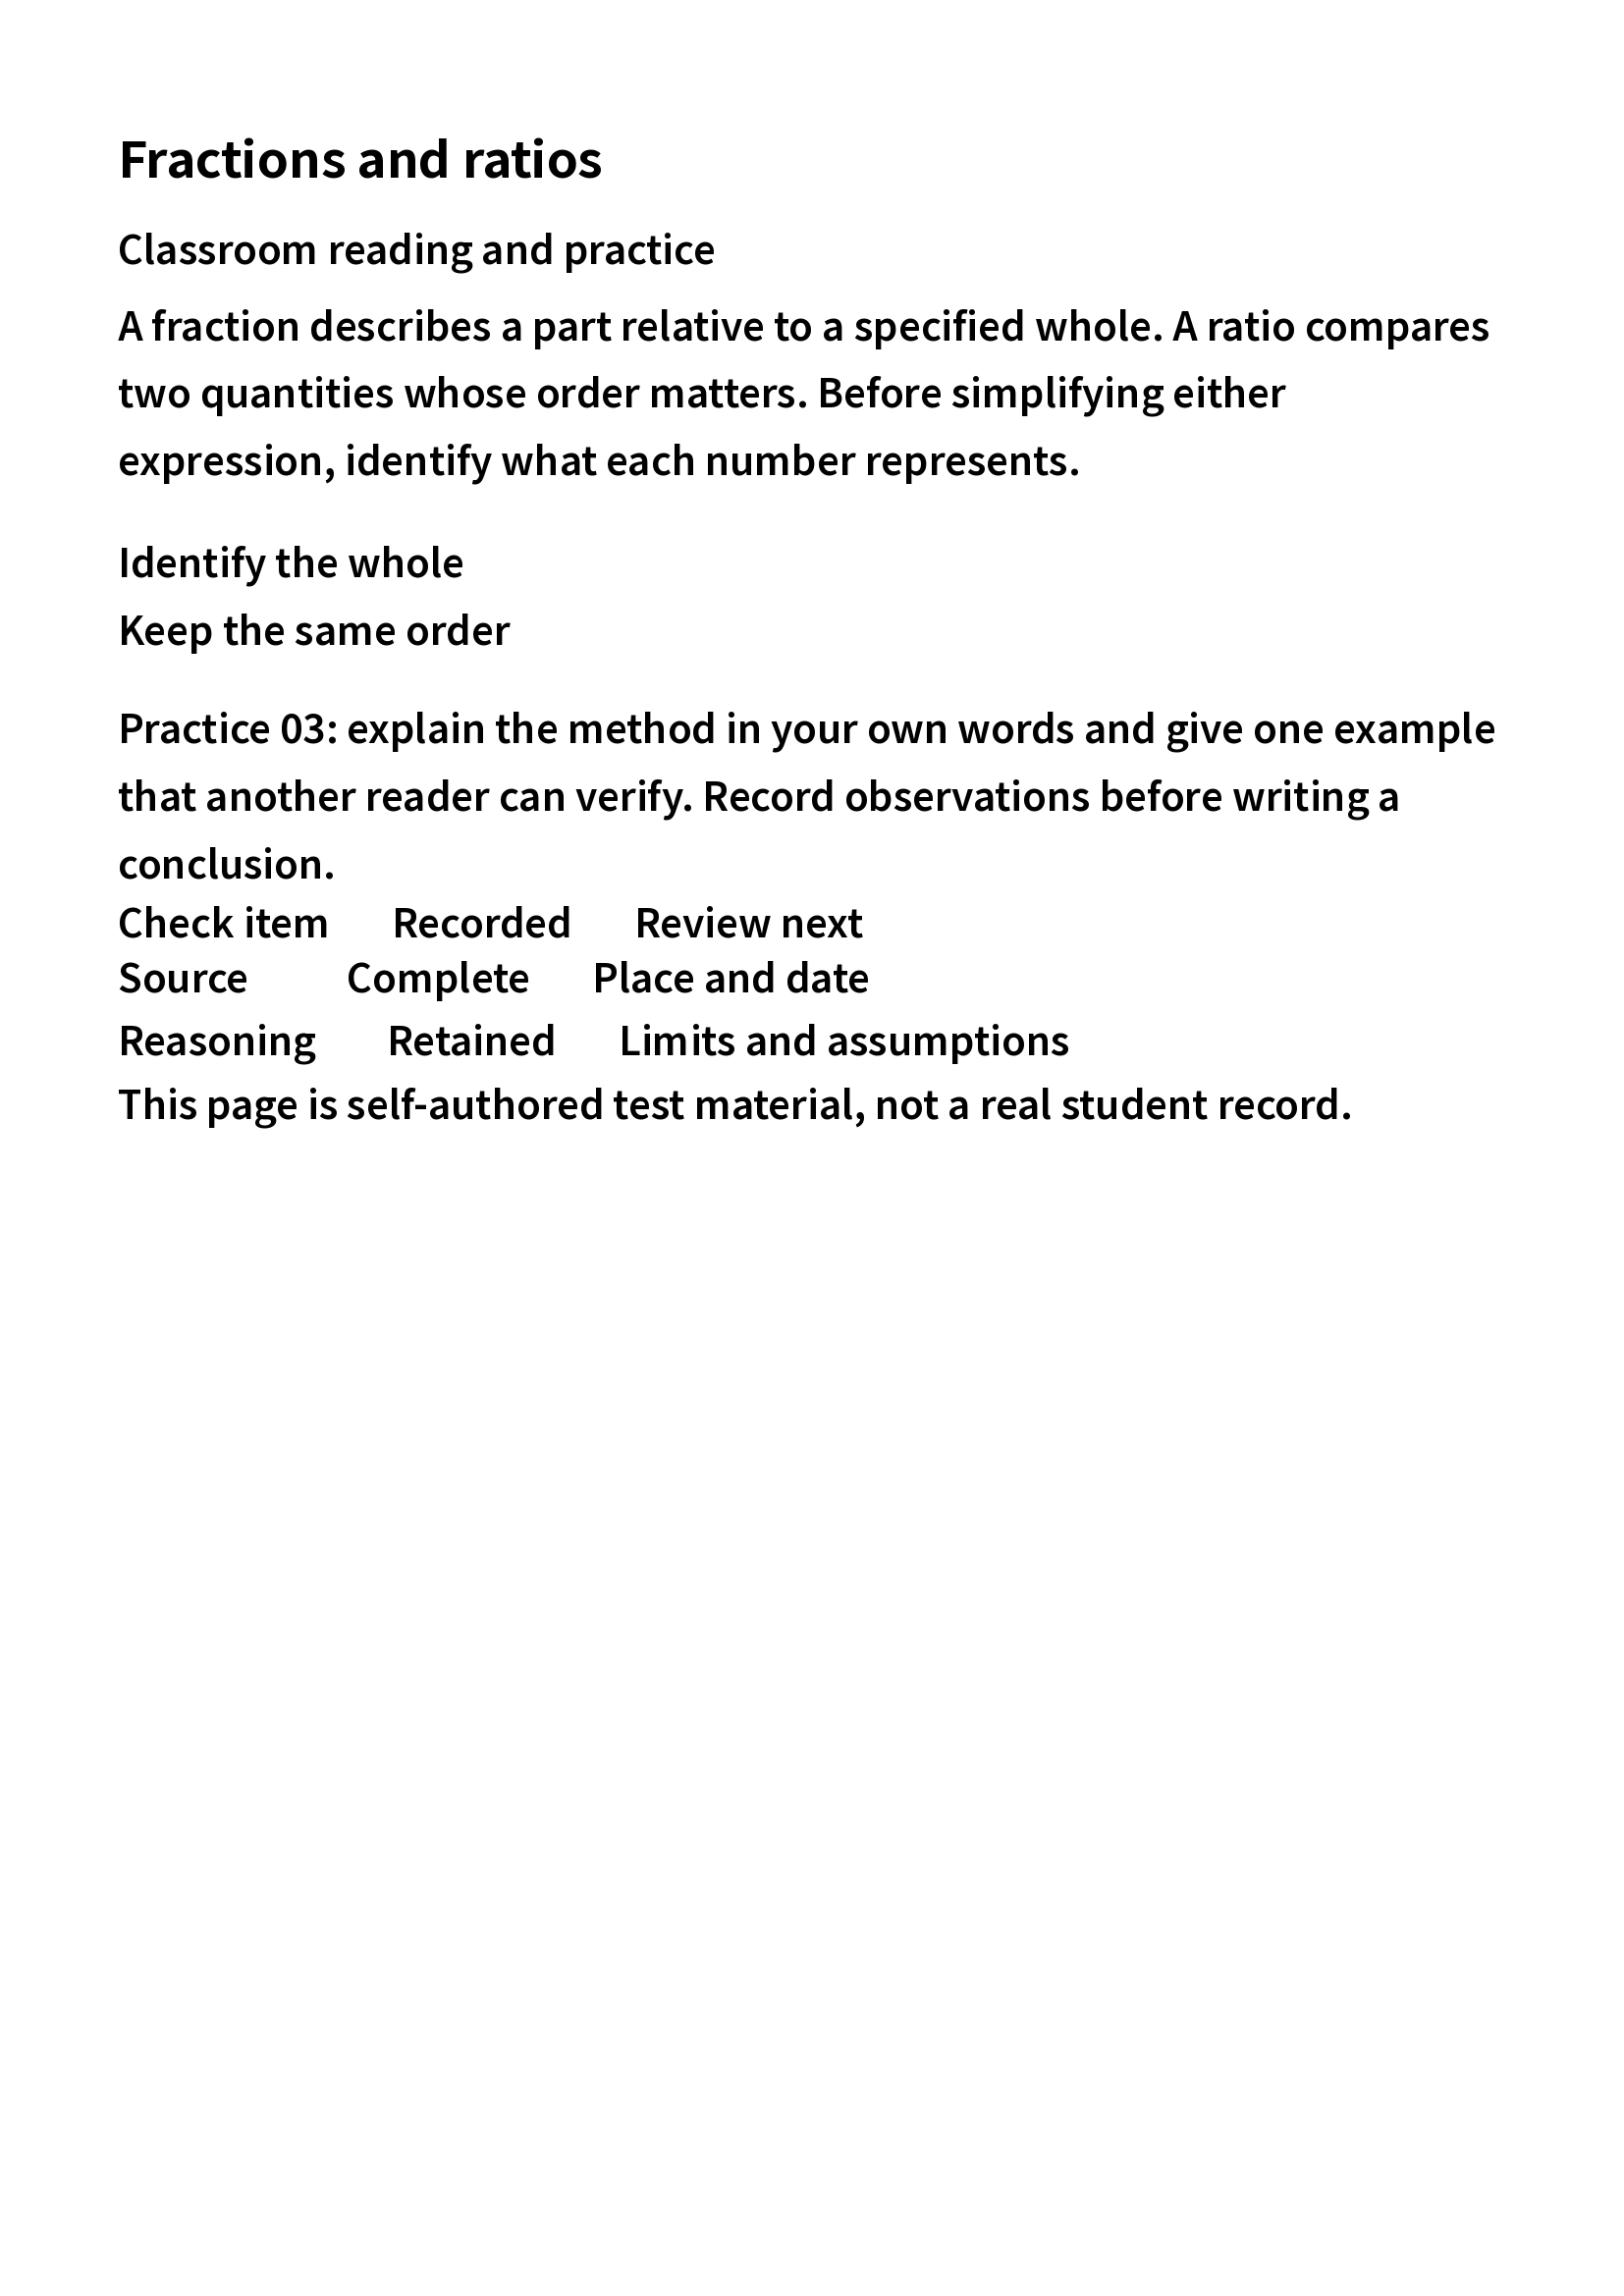 Fractions and ratios
Classroom reading and practice
A fraction describes a part relative to a specified whole. A ratio compares
two quantities whose order matters. Before simplifying either
expression, identify what each number represents.
Identify the whole
Keep the same order
Practice 03: explain the method in your own words and give one example
that another reader can verify. Record observations before writing a
conclusion.
Check item Recorded Review next
Source Complete Place and date
Reasoning Retained Limits and assumptions
This page is self-authored test material, not a real student record.